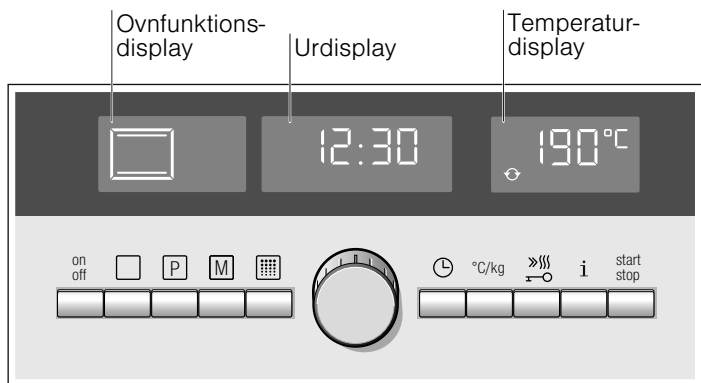 Ovnfunktions-
display
Urdisplay
Temperatur-
display
12:30
190°C
on
off
P
M
°C/kg
i
start
stop